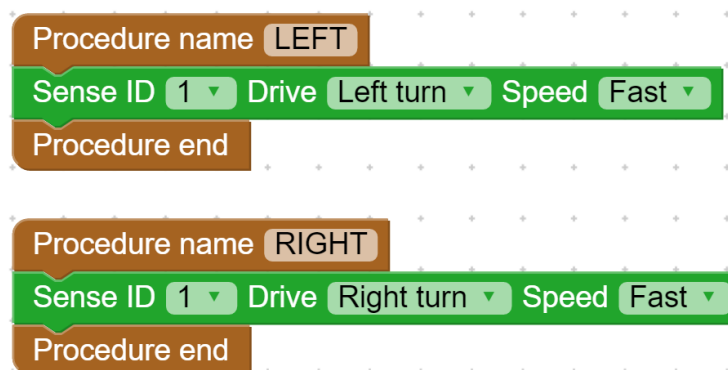 Procedure name LEFT
Sense ID 1 Drive Left turn Speed Fast
Procedure end
Procedure name RIGHT
Sense ID 1 Drive Right turn Speed Fast
Procedure end